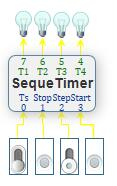 7 6 5 4
T1 T2 T3 T4
SequeTimer
Ts Stop Step Start
0 1 2 3